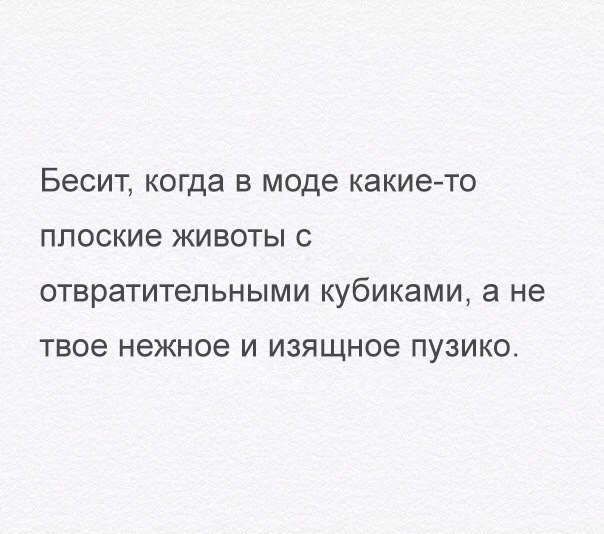 Бесит, когда в моде какие-то
плоские животы с
отвратительными кубиками, а не
твое нежное и изящное пузико.